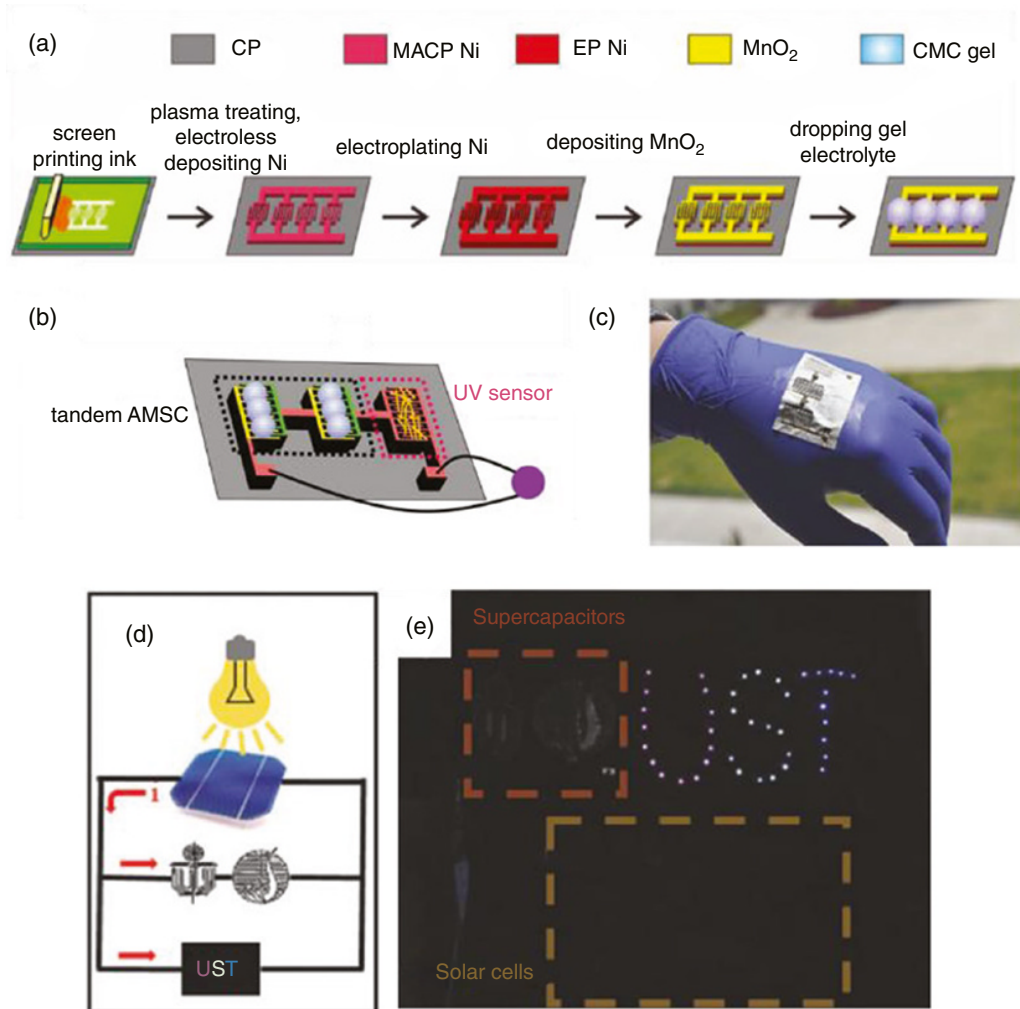 (a)
CP
MACP Ni
EP Ni
MnO₂
CMC gel
screen
printing ink
plasma treating,
electroless
depositing Ni
electroplating Ni
depositing MnO₂
dropping gel
electrolyte
(b)
tandem AMSC
UV sensor
(c)
(d)
i
UST
(e)
Supercapacitors
UST
Solar cells